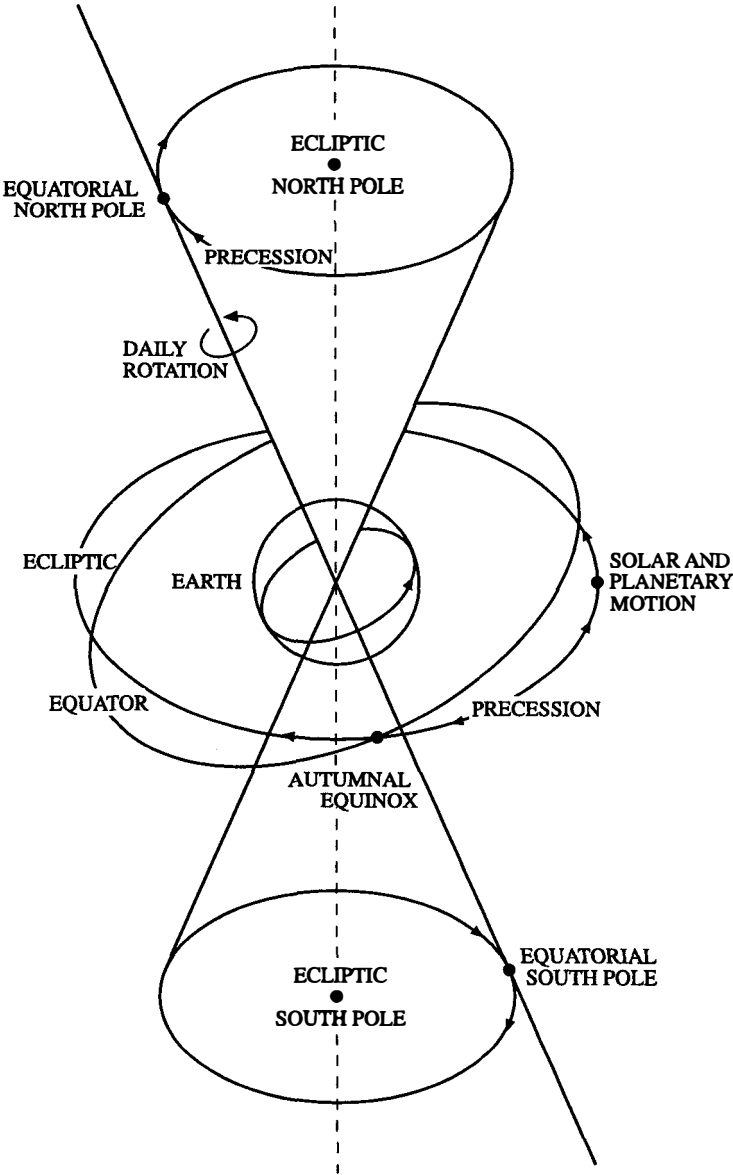 ECLIPTIC
NORTH POLE
EQUATORIAL
NORTH POLE
PRECESSION
DAILY
ROTATION
ECLIPTIC
EARTH
SOLAR AND
PLANETARY
MOTION
EQUATOR
PRECESSION
AUTUMNAL
EQUINOX
EQUATORIAL
SOUTH POLE
ECLIPTIC
SOUTH POLE